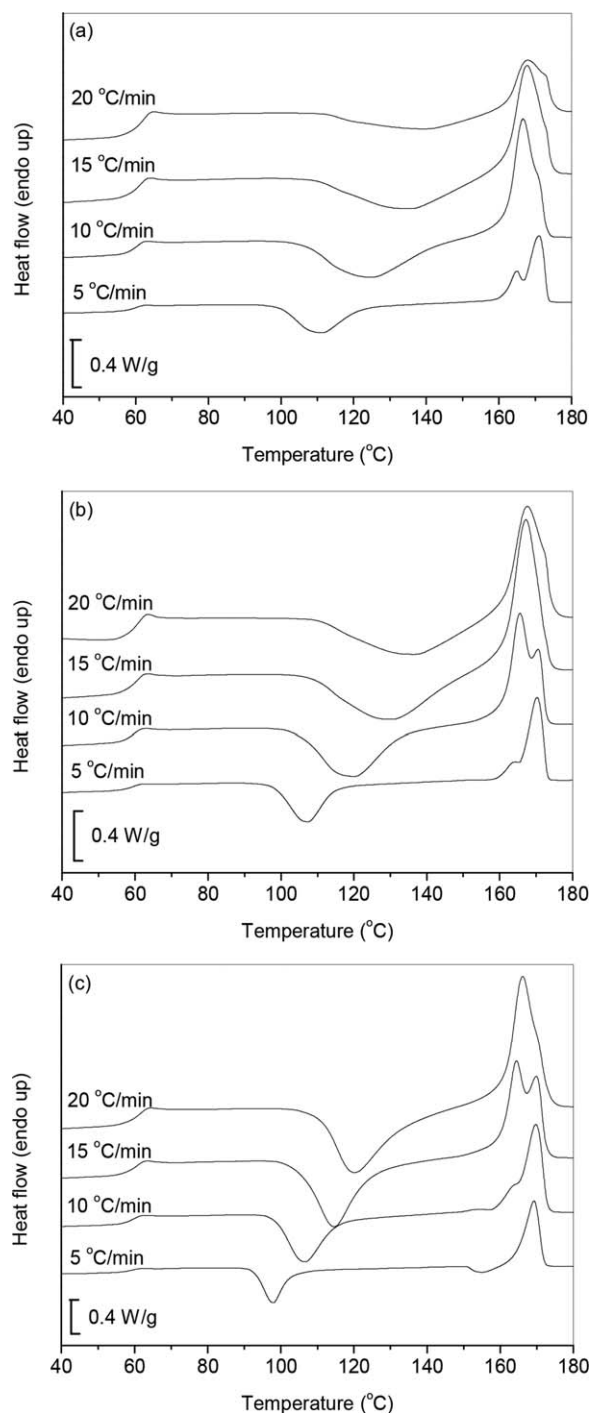 (a)
20 °C/min
15 °C/min
10 °C/min
5 °C/min
0.4 W/g
Heat flow (endo up)
40 60 80 100 120 140 160 180
Temperature (°C)
(b)
20 °C/min
15 °C/min
10 °C/min
5 °C/min
0.4 W/g
Heat flow (endo up)
40 60 80 100 120 140 160 180
Temperature (°C)
(c)
20 °C/min
15 °C/min
10 °C/min
5 °C/min
0.4 W/g
Heat flow (endo up)
40 60 80 100 120 140 160 180
Temperature (°C)